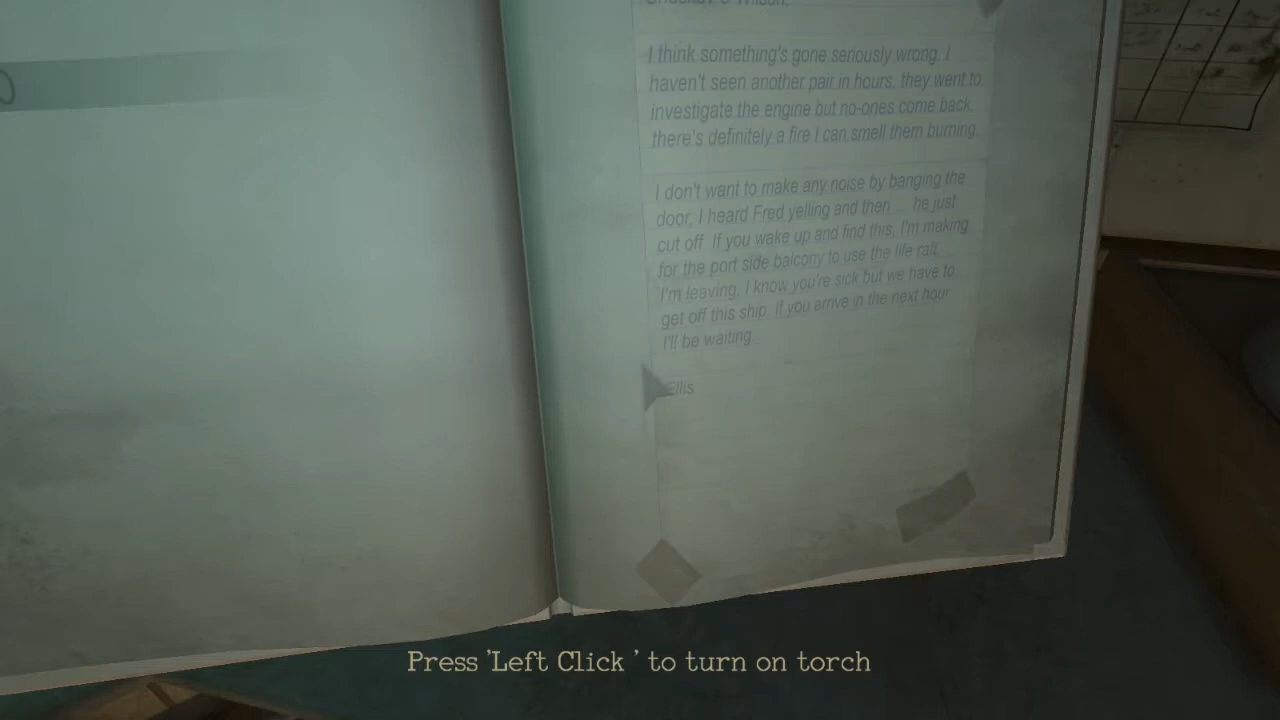 I think something's gone seriously wrong. I
haven't seen another pair in hours, they went to
investigate the engine but no-ones come back.
there's definitely a fire I can smell them burning.
I don't want to make any noise by banging the
door, I heard Fred yelling and then ... he just
cut off. If you wake up and find this, I'm making
for the port side balcony to use the life raft.
I'm leaving. I know you're sick but we have to
get off this ship. If you arrive in the next hour
I'll be waiting.
Ellis
Press 'Left Click ' to turn on torch